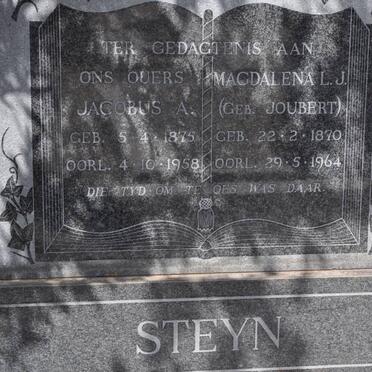 TER GEDAGTENIS AAN
ONS OUERS MAGDALENA L.J.
JACOBUS A. (GEB. JOUBERT)
GEB. 5·4·1875 GEB. 22·2·1870
OORL. 4·10·1958 OORL. 29·5·1964
DIE TYD OM TE OES WAS DAAR.
STEYN